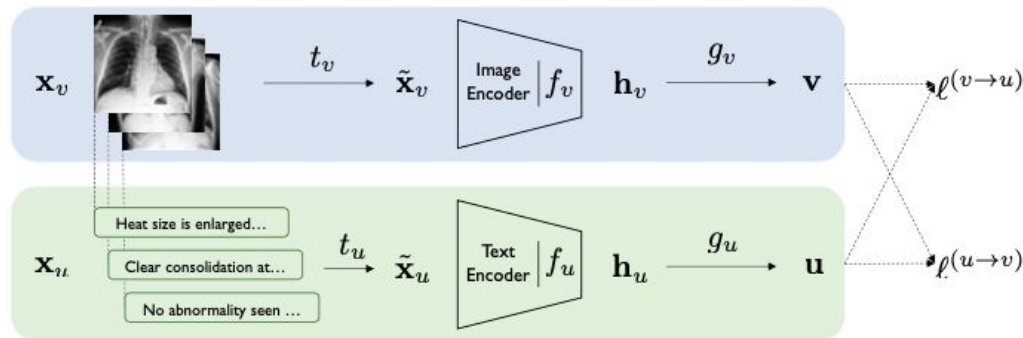 x_v
t_v
x̃_v
Image
Encoder
f_v
h_v
g_v
v
ℓ^(v→u)
Heat size is enlarged...
x_u
Clear consolidation at...
t_u
x̃_u
Text
Encoder
f_u
h_u
g_u
u
ℓ^(u→v)
No abnormality seen ...